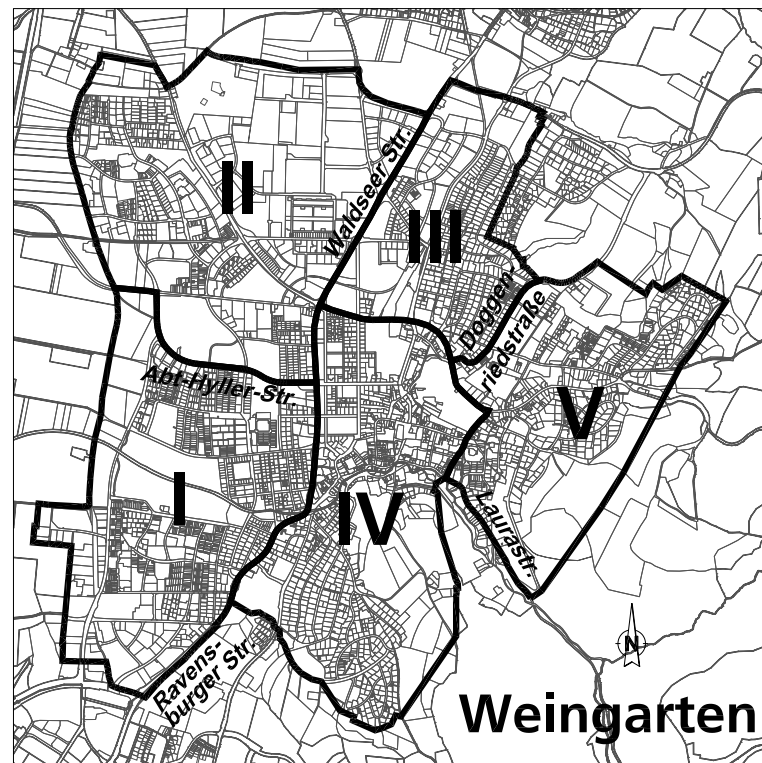 Waldseer Str.
II
III
Doggen-
riedstraße
Abt-Hyller-Str.
V
I
IV
Laurastr.
N
Ravens-
burger Str.
Weingarten